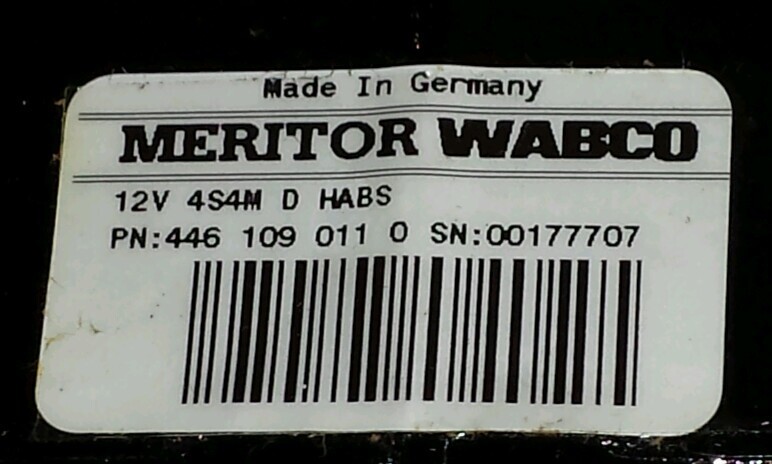 Made In Germany
MERITOR WABCO
12V 4S4M D HABS
PN:446 109 011 0 SN:00177707